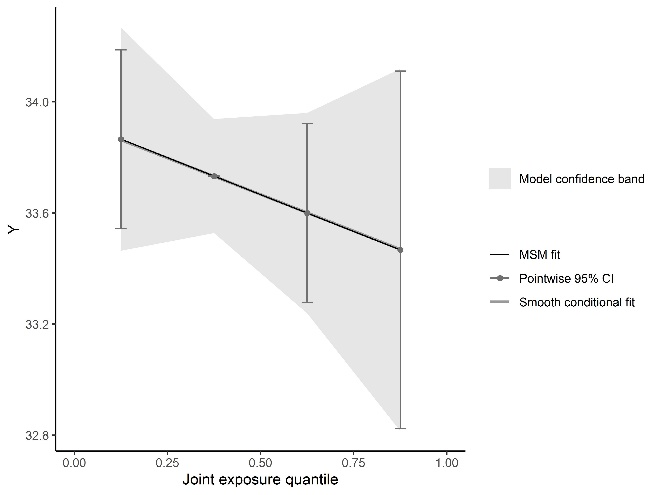 34.0
33.6
33.2
32.8
Y
0.00 0.25 0.50 0.75 1.00
Joint exposure quantile
Model confidence band
MSM fit
Pointwise 95% CI
Smooth conditional fit